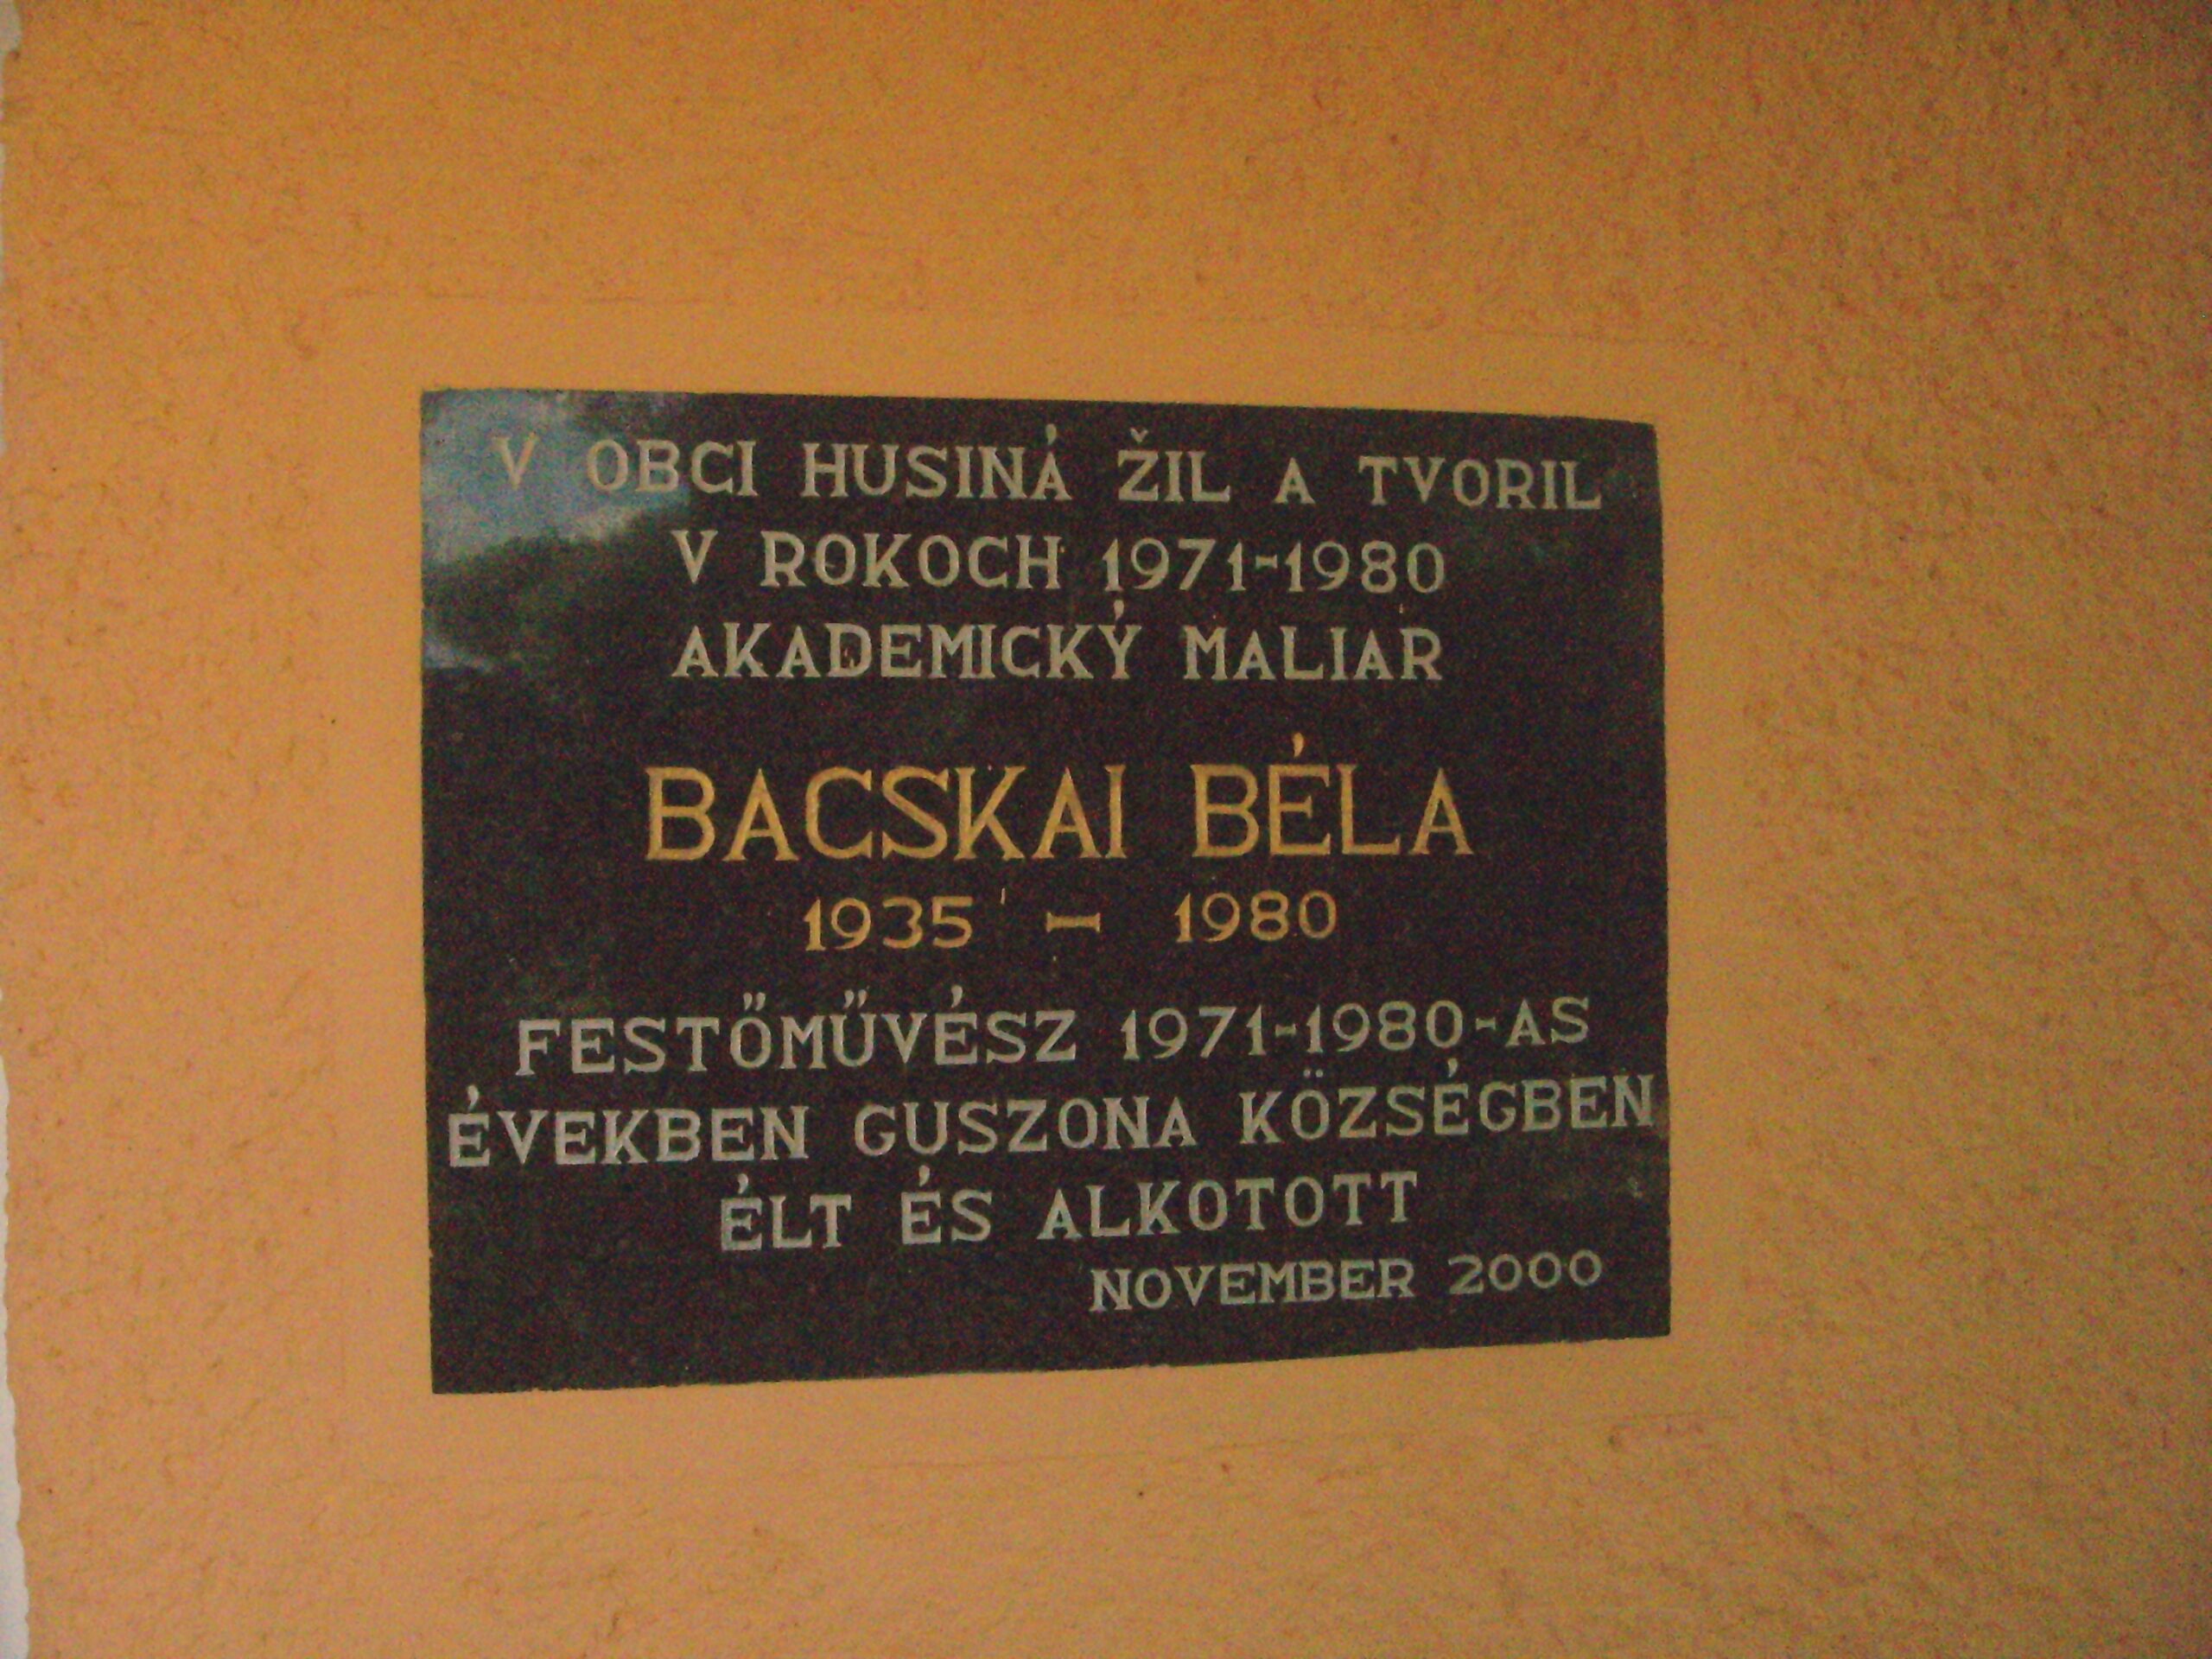 V OBCI HUSINÁ ŽIL A TVORIL
V ROKOCH 1971-1980
AKADEMICKÝ MALIAR
BACSKAI BÉLA
1935 - 1980
FESTŐMŰVÉSZ 1971-1980-AS
ÉVEKBEN GUSZONA KÖZSÉGBEN
ÉLT ÉS ALKOTOTT
NOVEMBER 2000